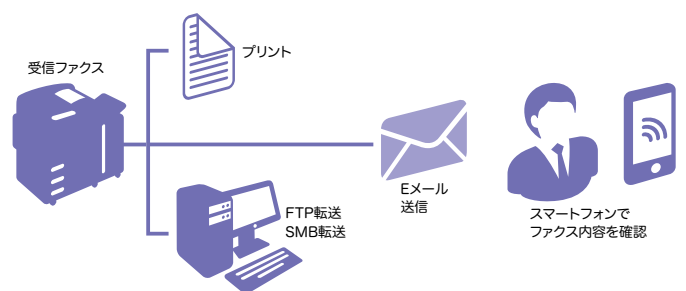 受信ファクス
プリント
FTP転送
SMB転送
Eメール
送信
スマートフォンで
ファクス内容を確認